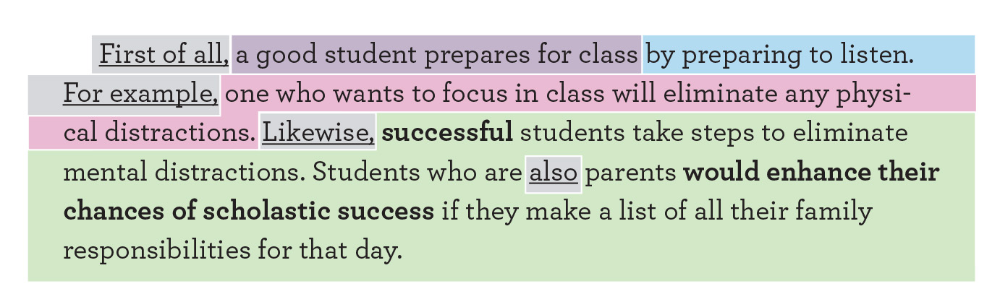 First of all, a good student prepares for class by preparing to listen.
For example, one who wants to focus in class will eliminate any physi-
cal distractions. Likewise, successful students take steps to eliminate
mental distractions. Students who are also parents would enhance their
chances of scholastic success if they make a list of all their family
responsibilities for that day.